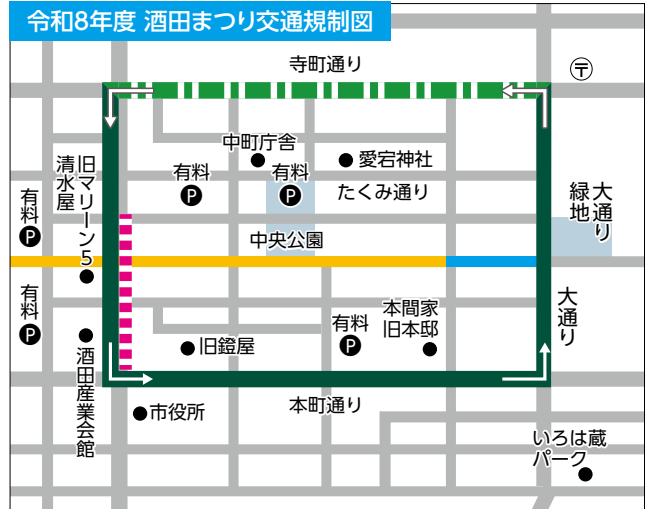 令和8年度 酒田まつり交通規制図
寺町通り
〒
中町庁舎
愛宕神社
有料
P
有料
P
たくみ通り
旧マリーン5
清水屋
有料
P
大通り
緑地
中央公園
有料
P
大通り
有料
P
本間家
旧本邸
旧鐙屋
酒田産業会館
市役所
本町通り
いろは蔵
パーク